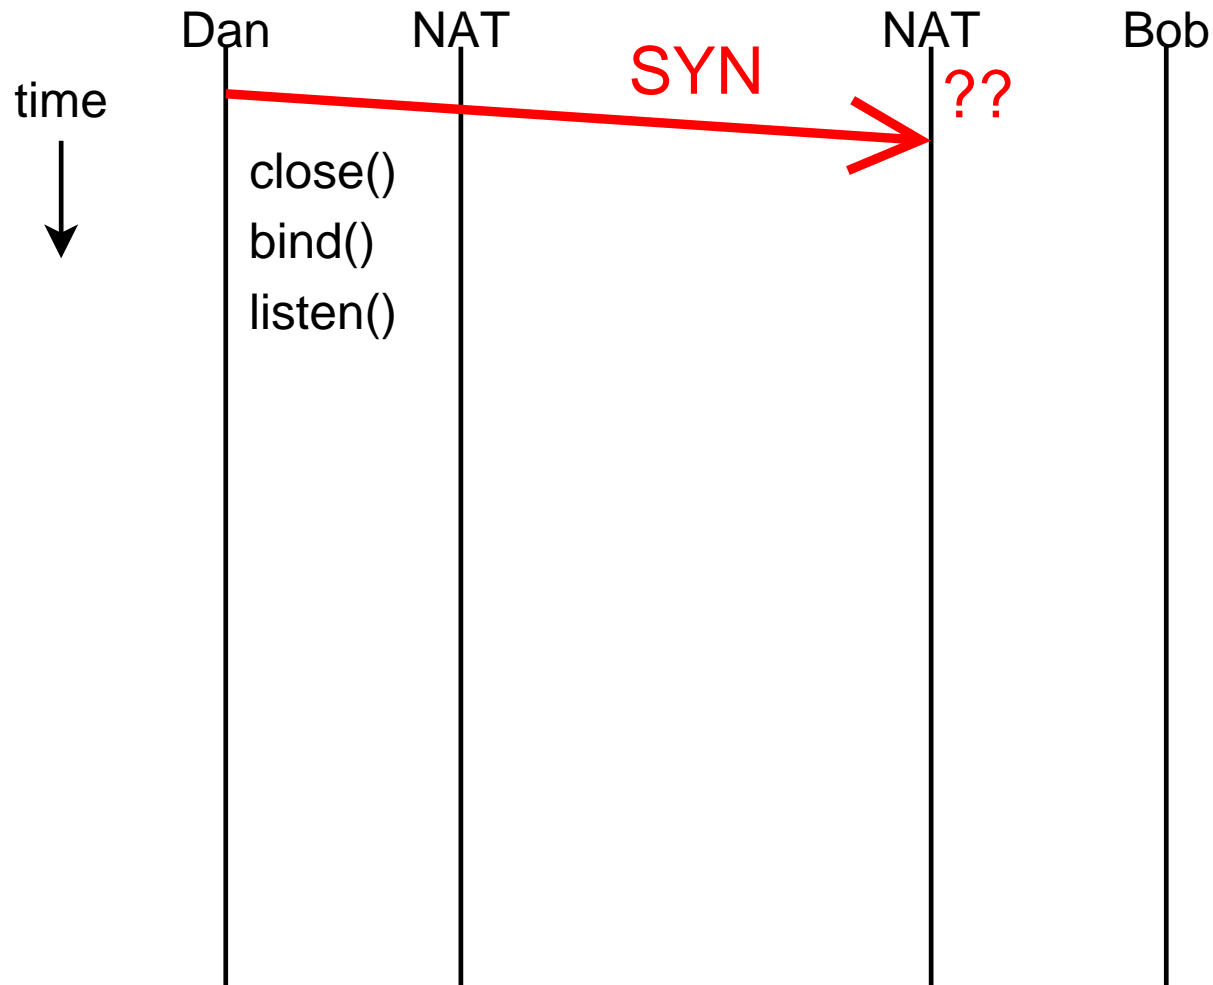 Dan NAT NAT Bob
SYN ??
time
close()
bind()
listen()